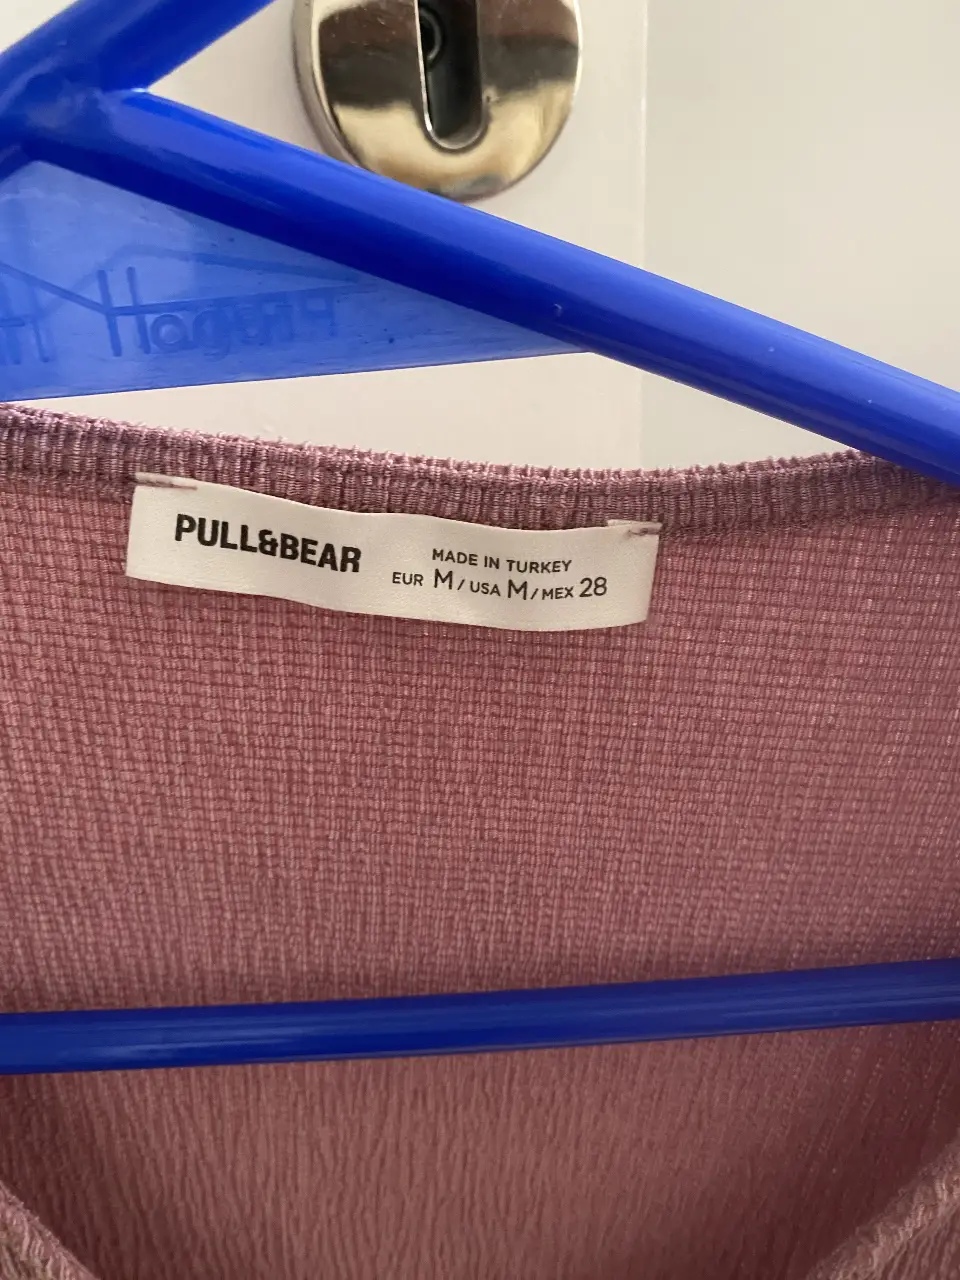 PULL&BEAR
MADE IN TURKEY
EUR M / USA M / MEX 28